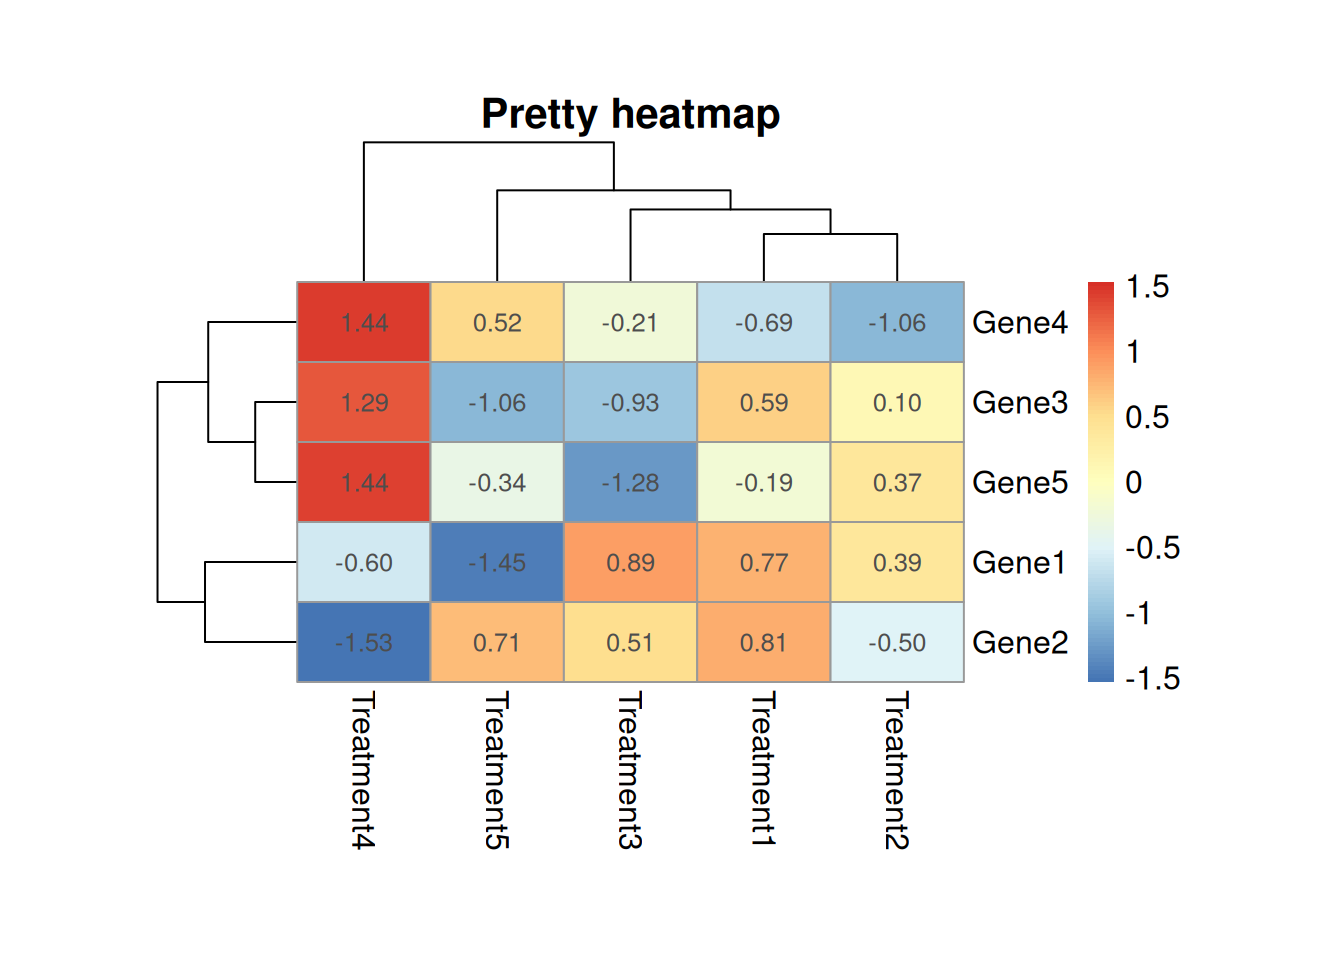 Pretty heatmap
1.44 0.52 -0.21 -0.69 -1.06 Gene4
1.29 -1.06 -0.93 0.59 0.10 Gene3
1.44 -0.34 -1.28 -0.19 0.37 Gene5
-0.60 -1.45 0.89 0.77 0.39 Gene1
-1.53 0.71 0.51 0.81 -0.50 Gene2
Treatment4
Treatment5
Treatment3
Treatment1
Treatment2
1.5
1
0.5
0
-0.5
-1
-1.5